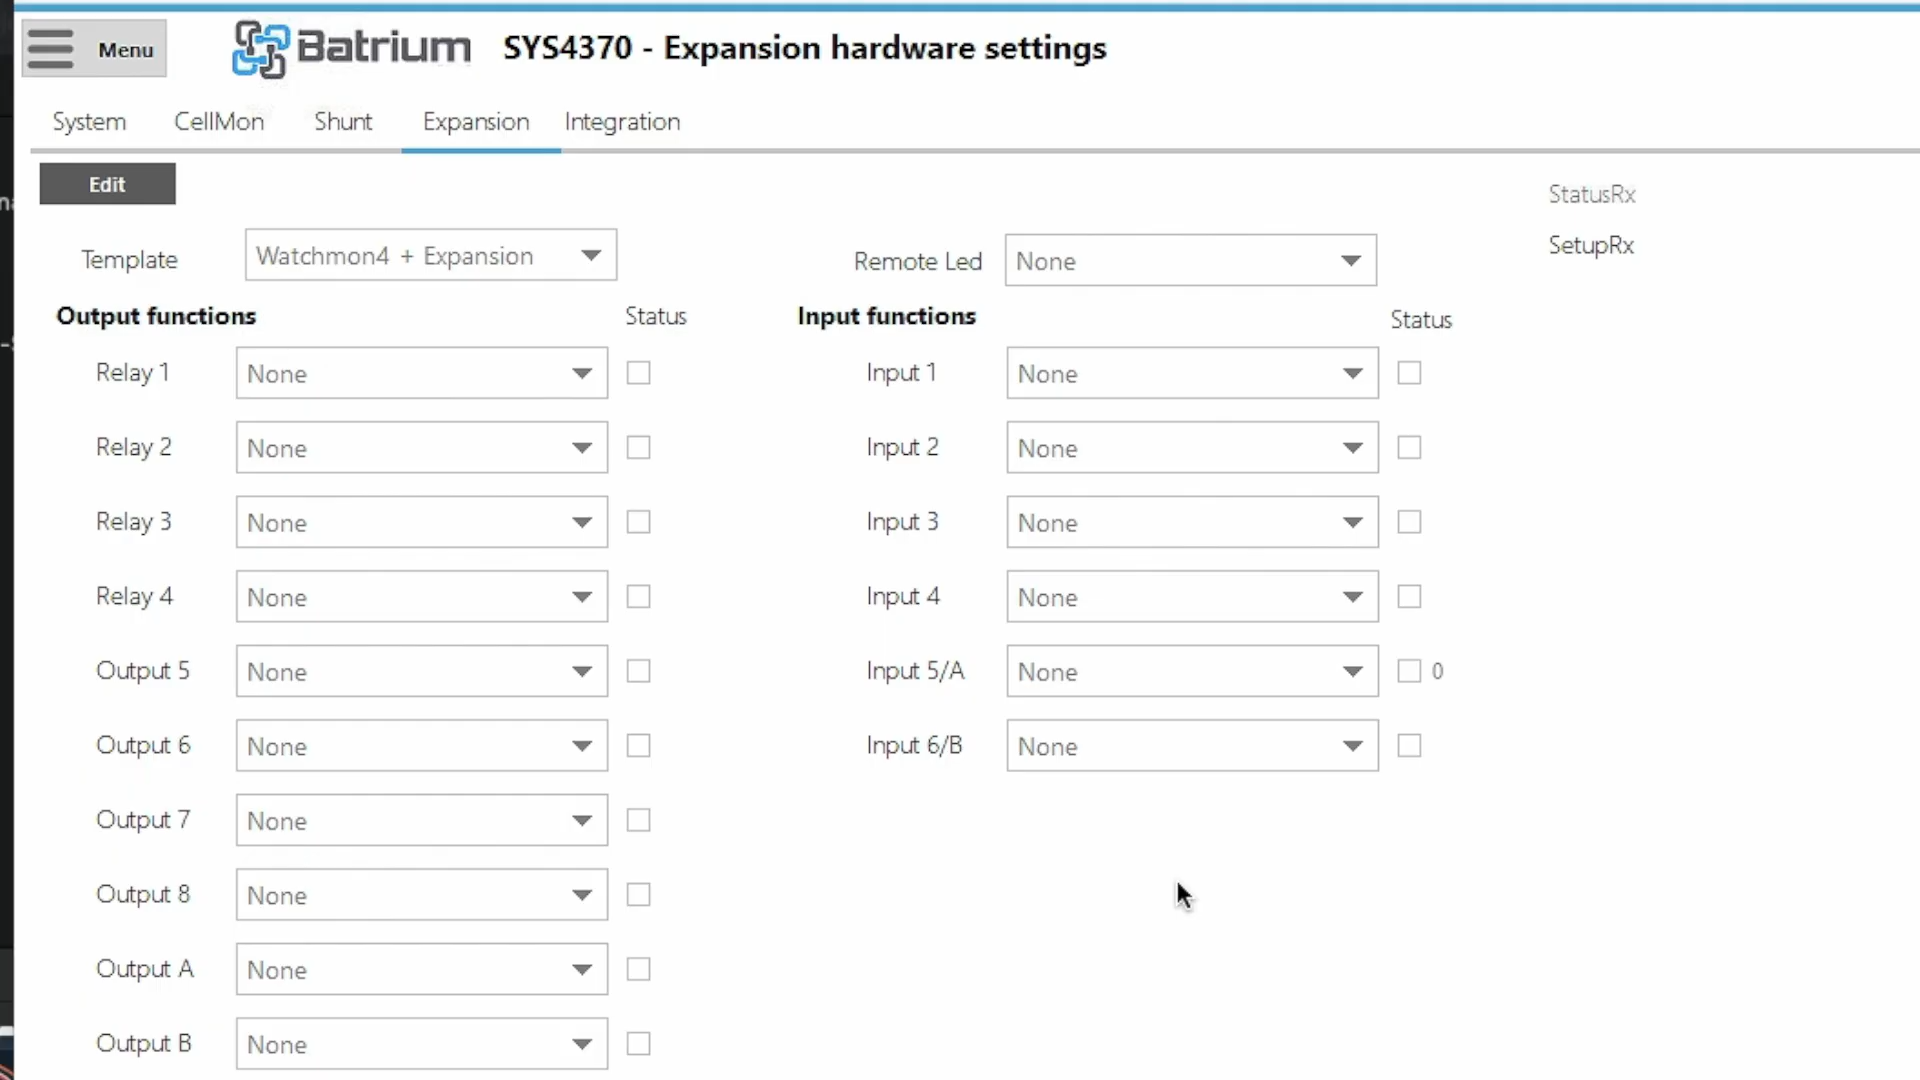 Menu
Batrium
SYS4370 - Expansion hardware settings
System CellMon Shunt Expansion Integration
Edit
StatusRx
SetupRx
Template Watchmon4 + Expansion
Remote Led None
Output functions Status
Input functions Status
Relay 1 None
Input 1 None
Relay 2 None
Input 2 None
Relay 3 None
Input 3 None
Relay 4 None
Input 4 None
Output 5 None
Input 5/A None 0
Output 6 None
Input 6/B None
Output 7 None
Output 8 None
Output A None
Output B None